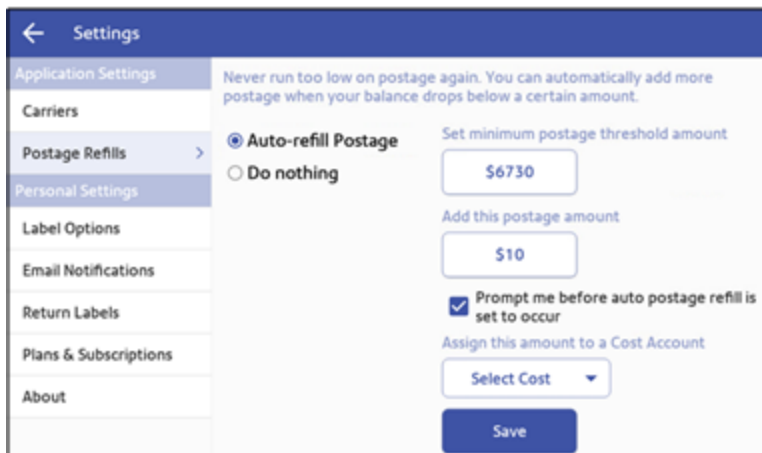 Settings
Application Settings
Carriers
Postage Refills
Personal Settings
Label Options
Email Notifications
Return Labels
Plans & Subscriptions
About
Never run too low on postage again. You can automatically add more
postage when your balance drops below a certain amount.
Auto-refill Postage
Do nothing
Set minimum postage threshold amount
$6730
Add this postage amount
$10
Prompt me before auto postage refill is
set to occur
Assign this amount to a Cost Account
Select Cost
Save